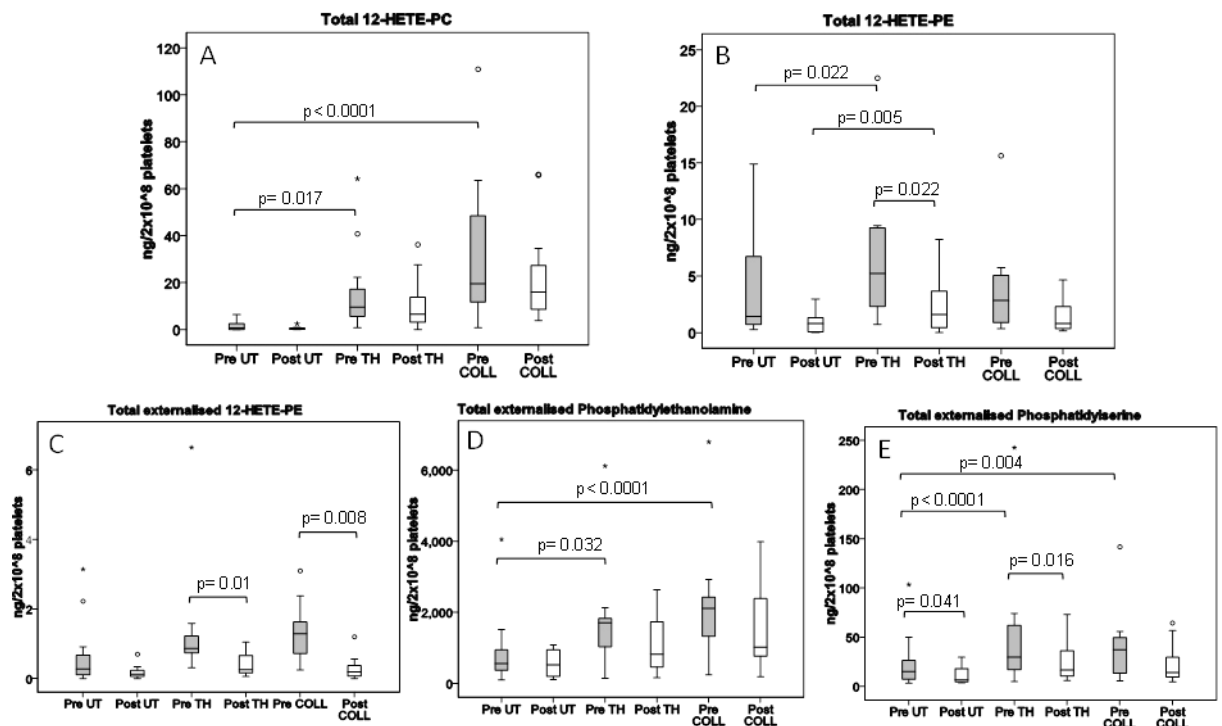 Total 12-HETE-PC
A
ng/2x10^8 platelets
120
100
80
60
40
20
0
p< 0.0001
p= 0.017
Pre UT Post UT Pre TH Post TH Pre COLL Post COLL
Total 12-HETE-PE
B
ng/2x10^8 platelets
25
20
15
10
5
0
p= 0.022
p= 0.005
p= 0.022
Pre UT Post UT Pre TH Post TH Pre COLL Post COLL
Total externalised 12-HETE-PE
C
ng/2x10^8 platelets
6
4
2
0
p= 0.008
p= 0.01
Pre UT Post UT Pre TH Post TH Pre COLL Post COLL
Total externalised Phosphatidylethanolamine
D
ng/2x10^8 platelets
6,000
4,000
2,000
0
p< 0.0001
p= 0.032
Pre UT Post UT Pre TH Post TH Pre COLL Post COLL
Total externalised Phosphatidylserine
E
ng/2x10^8 platelets
250
200
150
100
50
0
p= 0.004
p< 0.0001
p= 0.016
p= 0.041
Pre UT Post UT Pre TH Post TH Pre COLL Post COLL